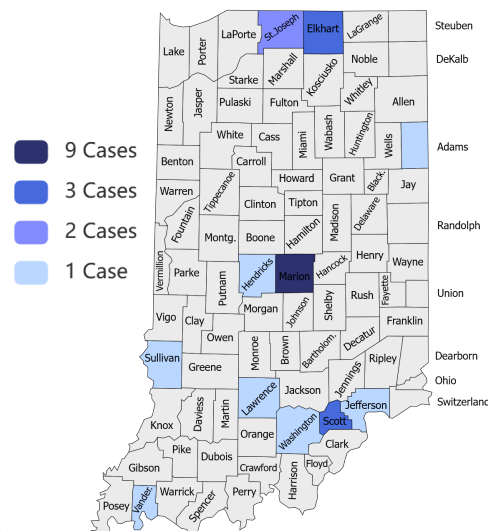 St.Joseph
Elkhart
LaGrange
Steuben
LaPorte
Lake
Porter
Noble
DeKalb
Marshall
Kosciusko
Starke
Whitley
Allen
Newton
Jasper
Pulaski
Fulton
9 Cases
3 Cases
2 Cases
1 Case
White
Cass
Miami
Wabash
Huntington
Wells
Adams
Benton
Carroll
Howard
Grant
Black.
Jay
Warren
Tippecanoe
Clinton
Tipton
Madison
Delaware
Randolph
Fountain
Montg.
Boone
Hamilton
Vermillion
Parke
Putnam
Hendricks
Marion
Hancock
Henry
Wayne
Morgan
Johnson
Shelby
Rush
Fayette
Union
Vigo
Clay
Owen
Franklin
Monroe
Brown
Bartholom.
Decatur
Ripley
Dearborn
Sullivan
Greene
Jennings
Ohio
Lawrence
Jackson
Jefferson
Switzerland
Knox
Daviess
Martin
Orange
Washington
Scott
Clark
Pike
Dubois
Crawford
Harrison
Floyd
Gibson
Posey
Vander.
Warrick
Spencer
Perry